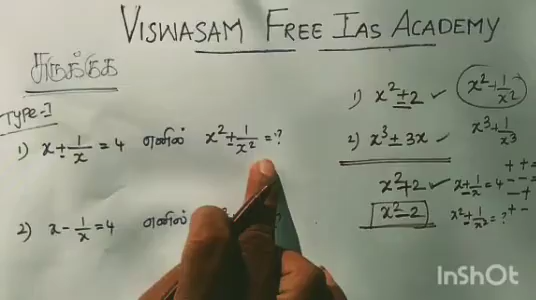 VISWASAM FREE IAS ACADEMY
சுருக்குக
TYPE-I
1) x ± 1/x = 4 எனில் x² ± 1/x² = ?
2) x - 1/x = 4 எனில் ?
1) x² ± 2 ✓ x² + 1/x²
2) x³ ± 3x ✓ x³ + 1/x³
x² + 2 ✓ x ± 1/x = 4
x² - 2 x² ± 1/x² = ?
+ +
- -
- +
+ -
InShOt